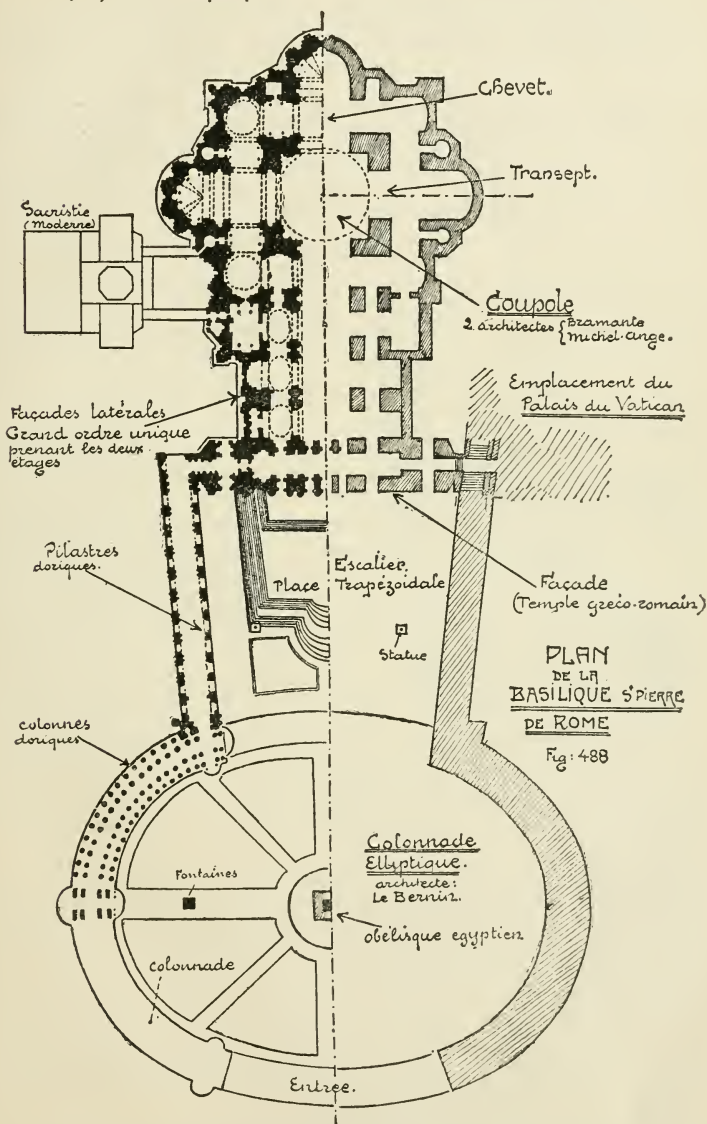 Chevet.
Transept.
Sacristie
(Moderne)
Coupole
2 architectes { Bramante
Michel-Ange.
Emplacement du
Palais du Vatican
Façades latérales
Grand ordre unique
prenant les deux
étages
Pilastres
doriques.
Place
Escalier
Trapézoidale
Statue
Façade
(Temple gréco-romain)
PLAN
DE LA
BASILIQUE St PIERRE
DE ROME
Fig: 488
colonnes
doriques
Fontaines
Colonnade
Elliptique.
architecte:
Le Bernin.
obélisque egyptien
colonnade
Entrée.